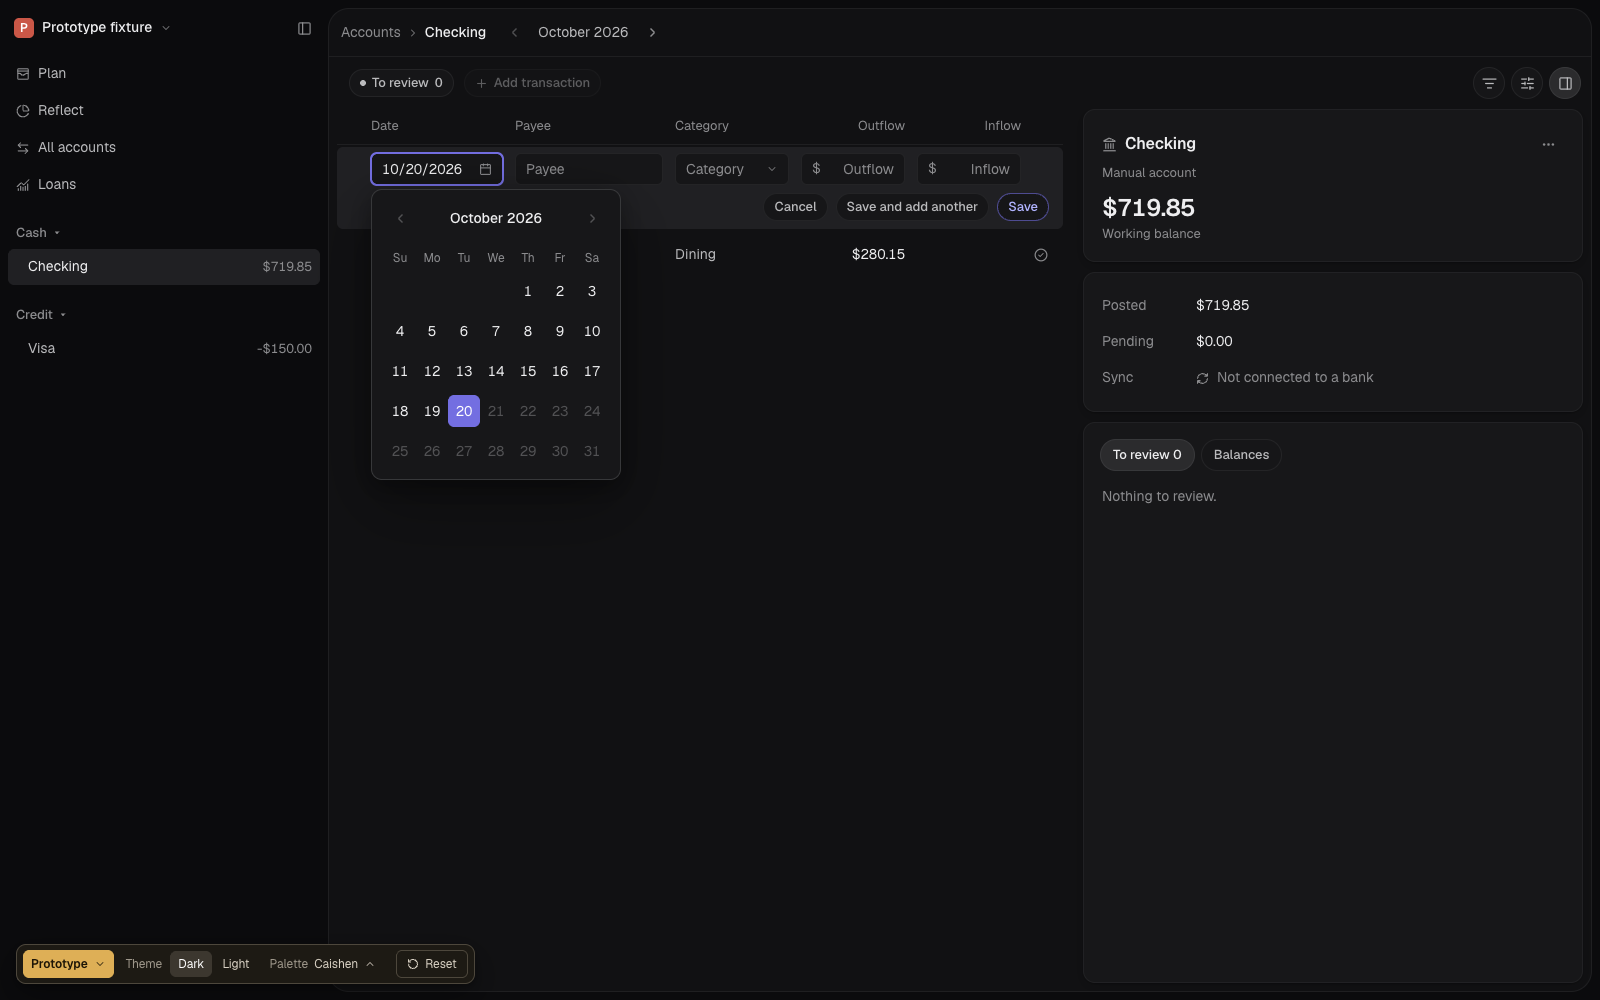 P Prototype fixture
Plan
Reflect
All accounts
Loans
Cash
Checking $719.85
Credit
Visa -$150.00
Accounts › Checking October 2026
To review 0 + Add transaction
Date Payee Category Outflow Inflow
10/20/2026 Payee Category $ Outflow $ Inflow
Cancel Save and add another Save
October 2026
Su Mo Tu We Th Fr Sa
1 2 3
4 5 6 7 8 9 10
11 12 13 14 15 16 17
18 19 20 21 22 23 24
25 26 27 28 29 30 31
Dining $280.15
Checking
Manual account
$719.85
Working balance
Posted $719.85
Pending $0.00
Sync Not connected to a bank
To review 0 Balances
Nothing to review.
Prototype Theme Dark Light Palette Caishen Reset